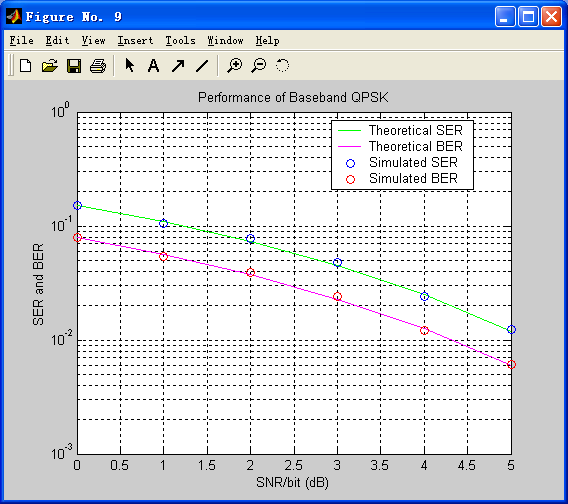 Figure No. 9
File Edit View Insert Tools Window Help
A
Performance of Baseband QPSK
Theoretical SER
Theoretical BER
Simulated SER
Simulated BER
10^0
10^-1
10^-2
10^-3
SER and BER
0 0.5 1 1.5 2 2.5 3 3.5 4 4.5 5
SNR/bit (dB)